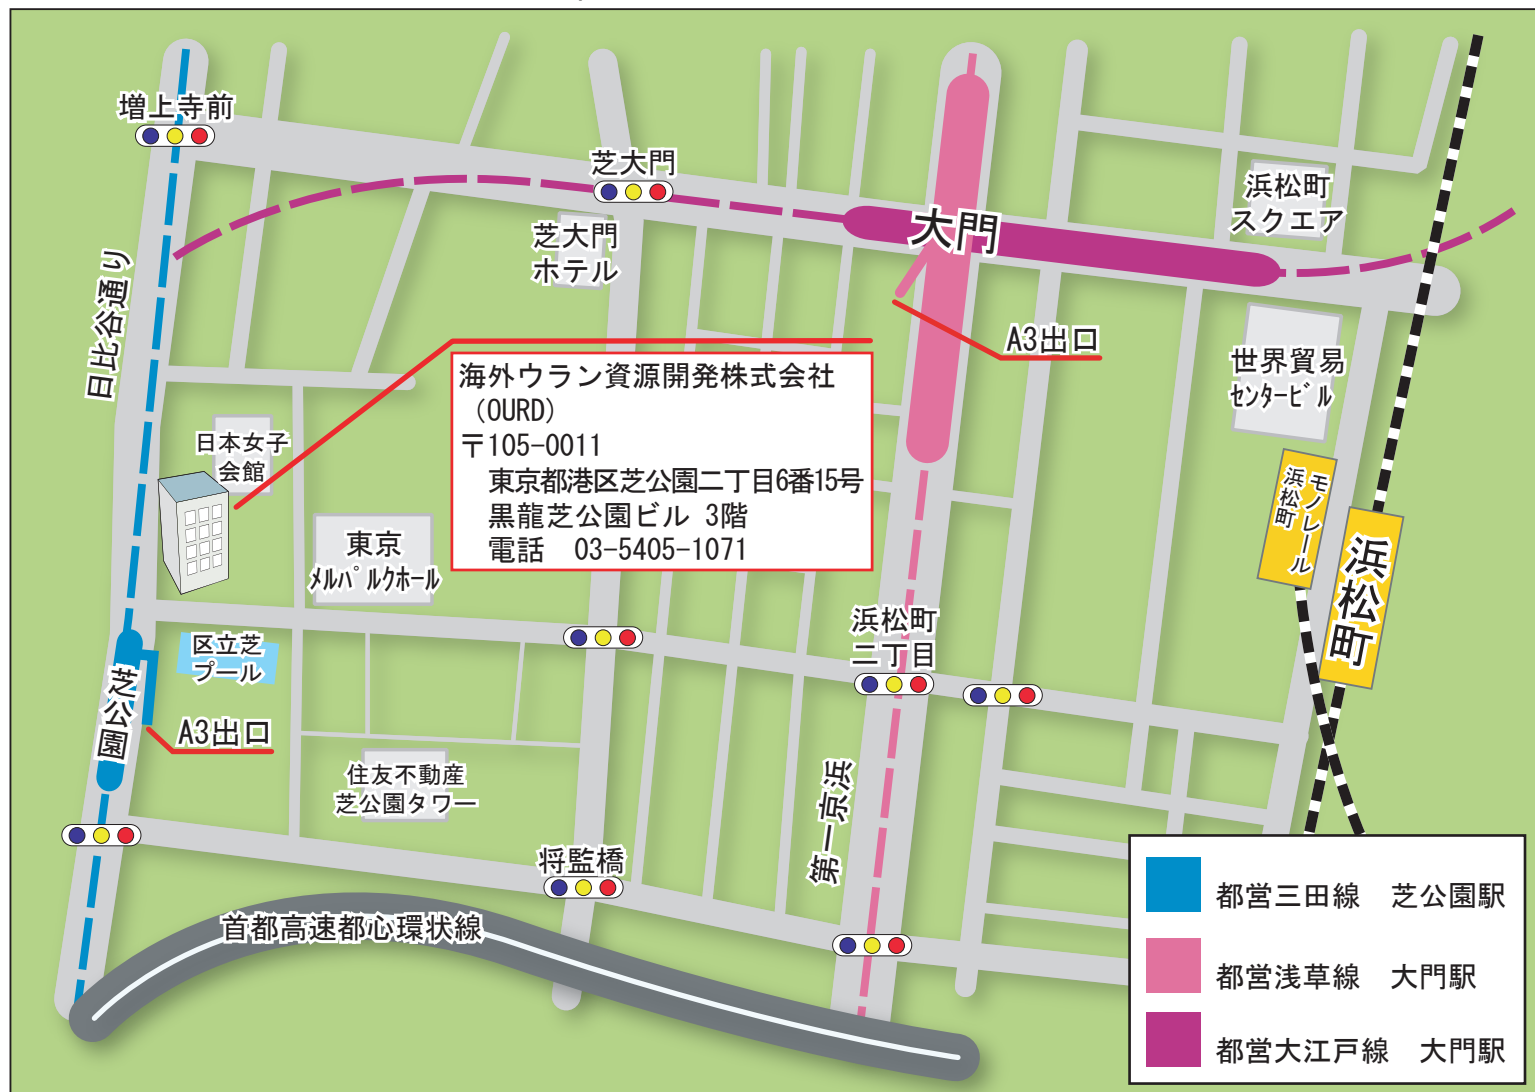 増上寺前
芝大門
芝大門
ホテル
大門
浜松町
スクエア
日比谷通り
A3出口
世界貿易
センタービル
海外ウラン資源開発株式会社
(OURD)
〒105-0011
東京都港区芝公園二丁目6番15号
黒龍芝公園ビル 3階
電話 03-5405-1071
日本女子
会館
東京
メルパルクホール
モノレール
浜松町
浜松町
浜松町
二丁目
区立芝
プール
芝公園
A3出口
住友不動産
芝公園タワー
第一京浜
将監橋
首都高速都心環状線
都営三田線 芝公園駅
都営浅草線 大門駅
都営大江戸線 大門駅